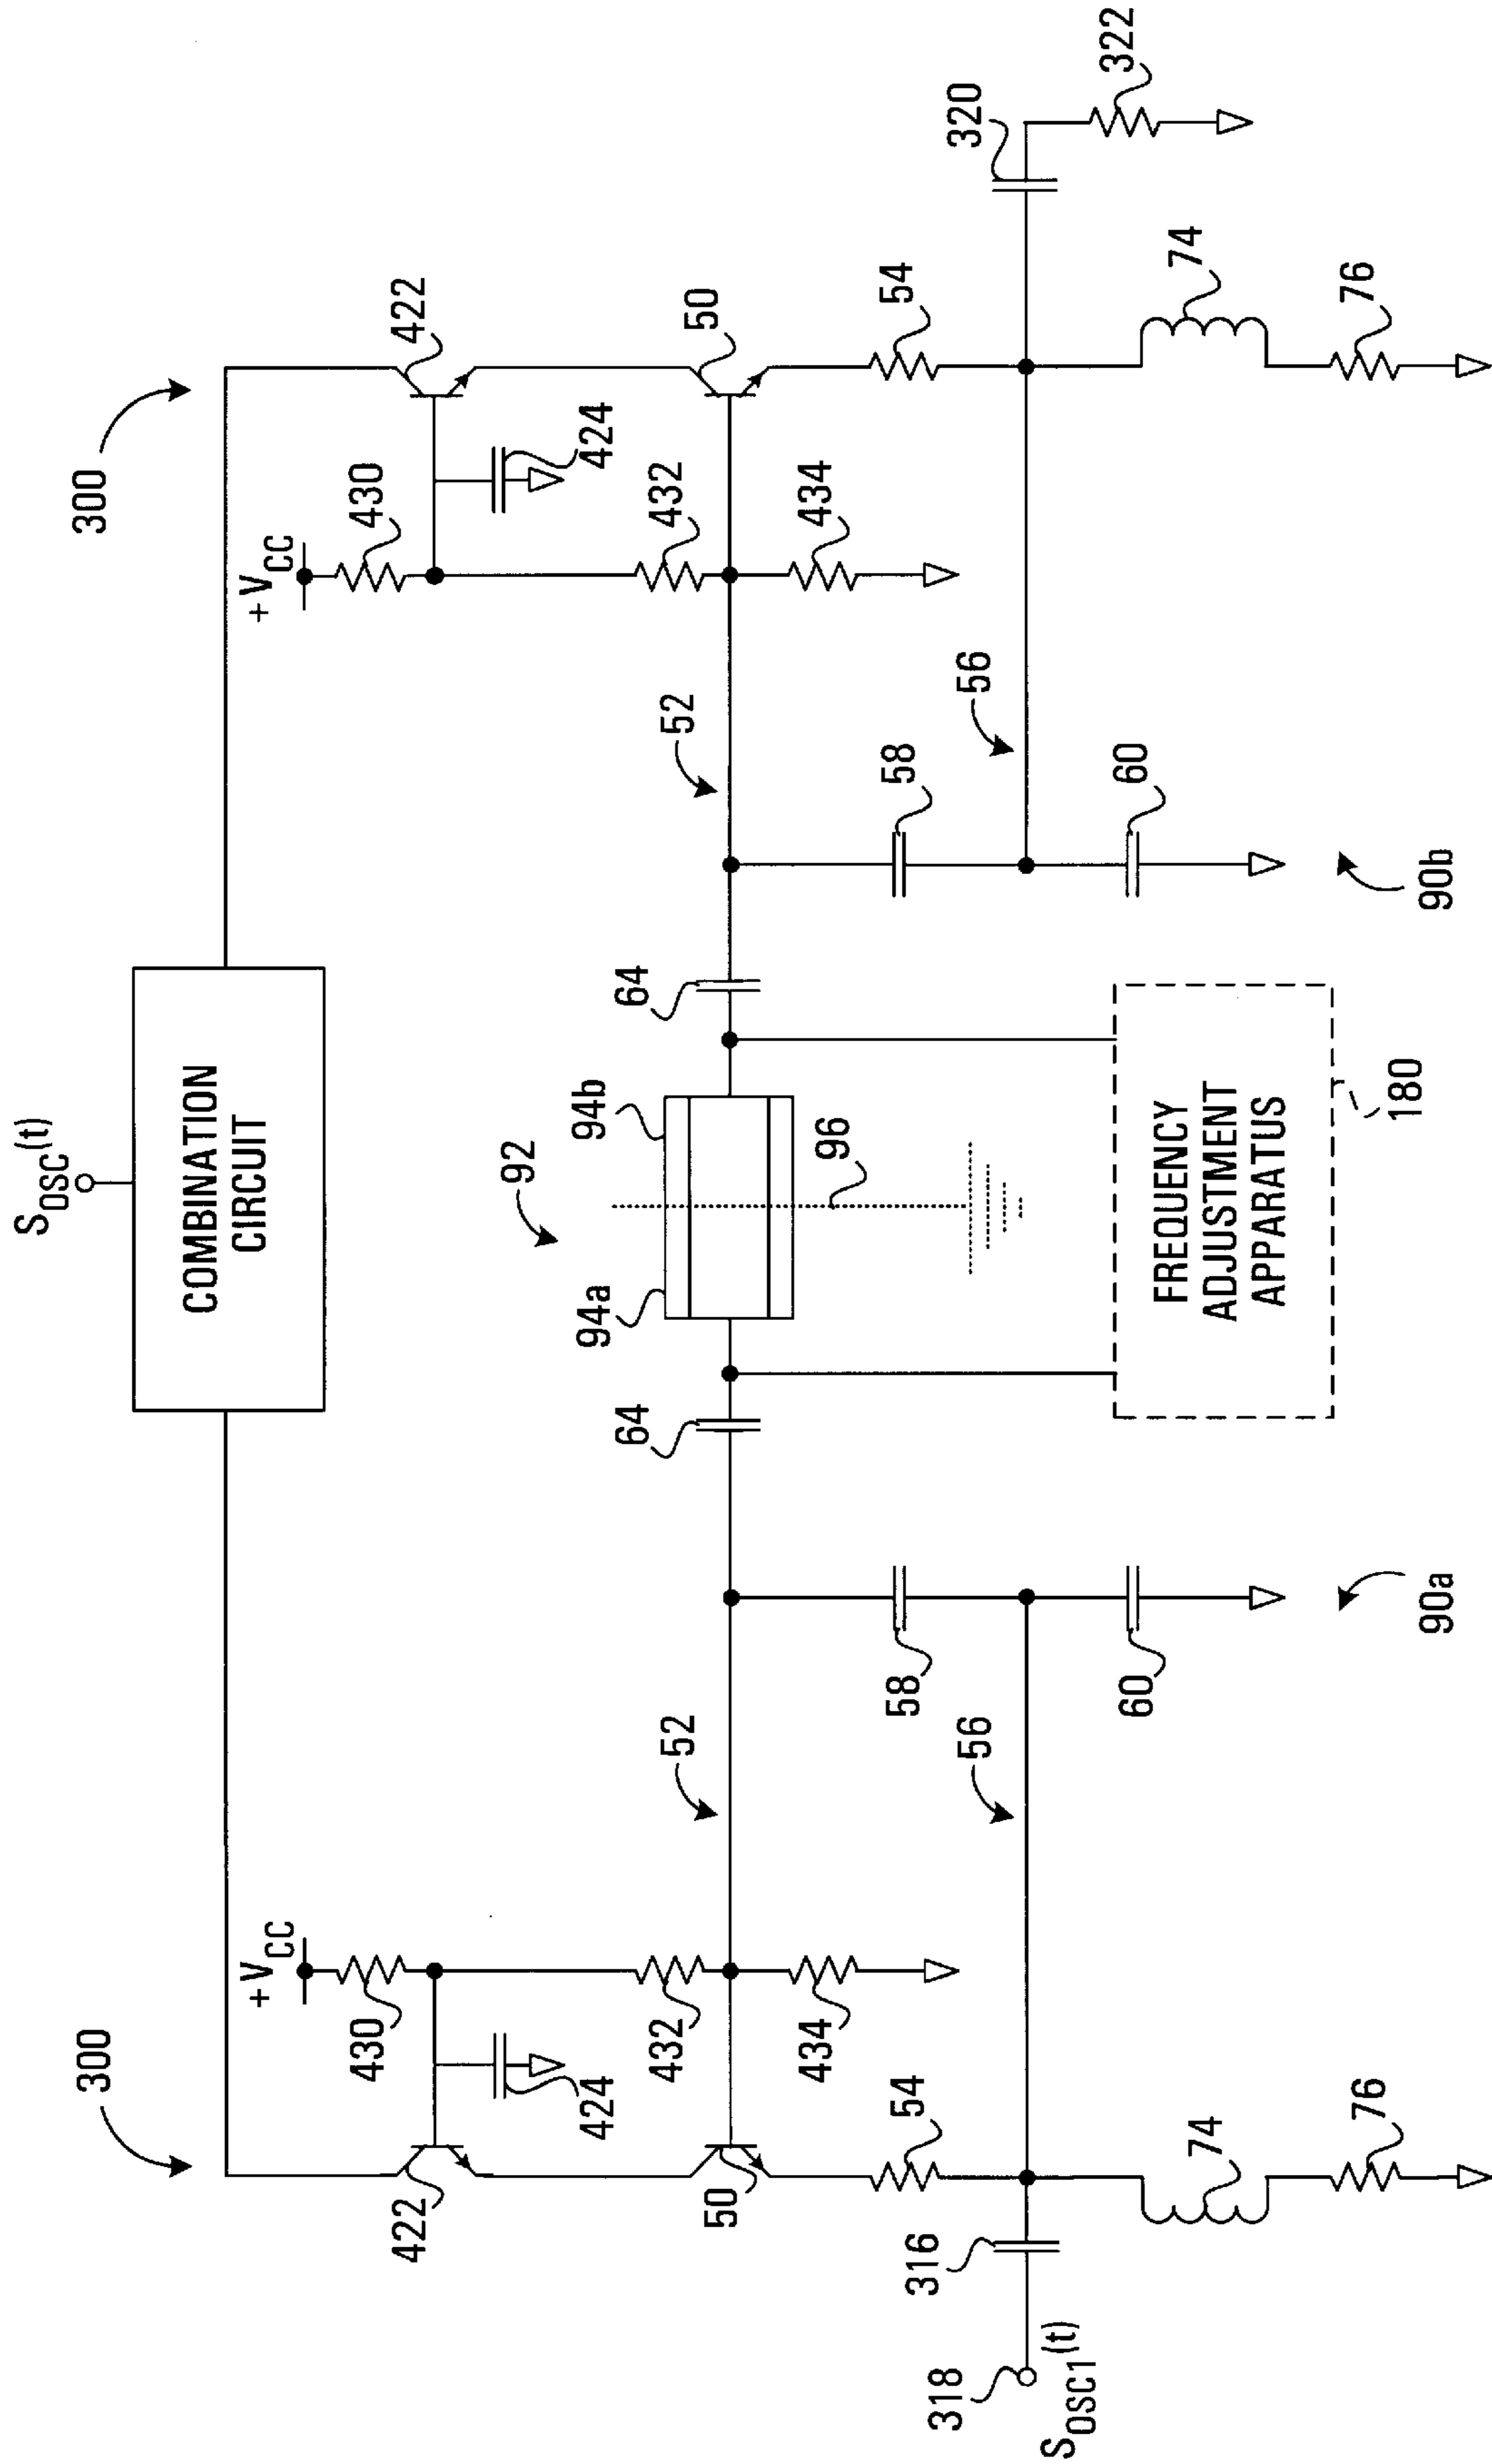 S_OSC(t)
300
300
COMBINATION
CIRCUIT
+V_CC
+V_CC
430
430
422
422
424
424
92
94a
94b
64
64
432
432
52
52
50
50
434
434
96
54
54
58
58
316
320
56
56
318
S_OSC1(t)
322
60
60
FREQUENCY
ADJUSTMENT
APPARATUS
74
74
76
76
180
90a
90b